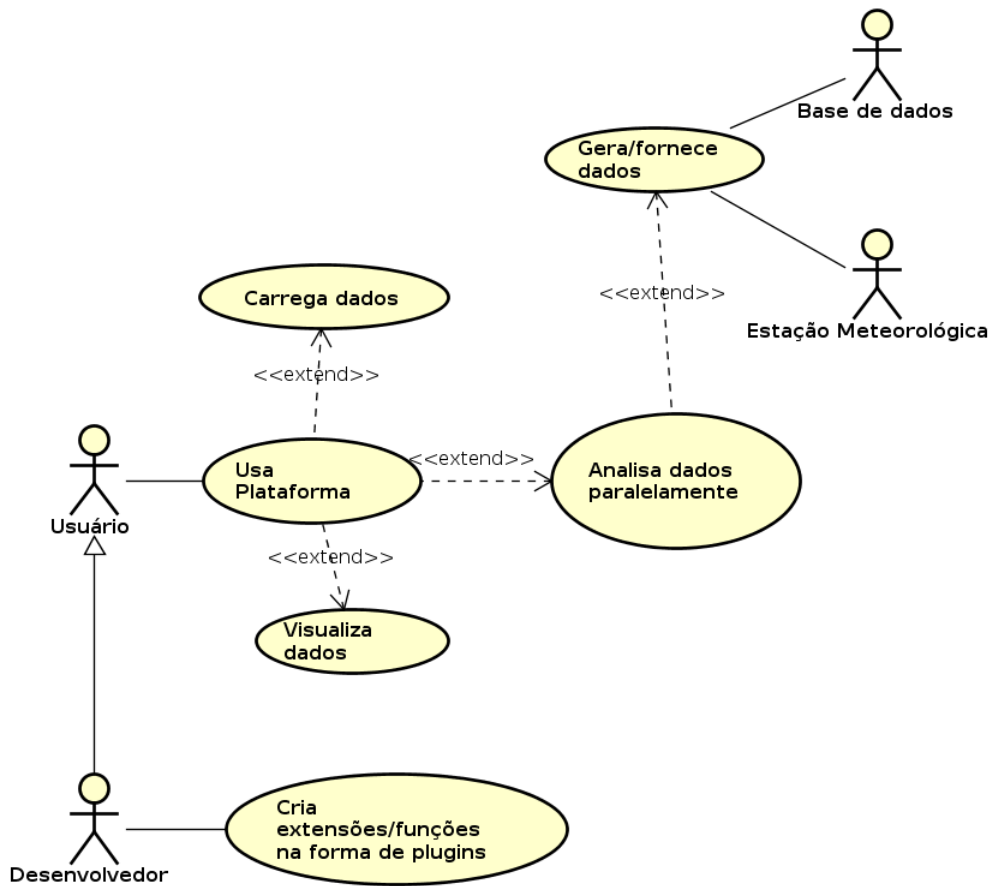 Base de dados
Gera/fornece
dados
<<extend>>
Estação Meteorológica
Carrega dados
<<extend>>
Usa
Plataforma
<<extend>>
Analisa dados
paralelamente
Usuário
<<extend>>
Visualiza
dados
Cria
extensões/funções
na forma de plugins
Desenvolvedor